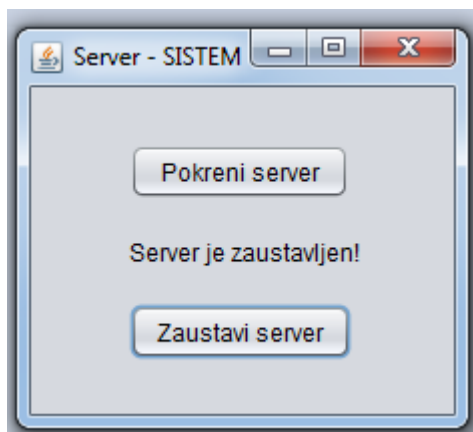 Server - SISTEM
Pokreni server
Server je zaustavljen!
Zaustavi server